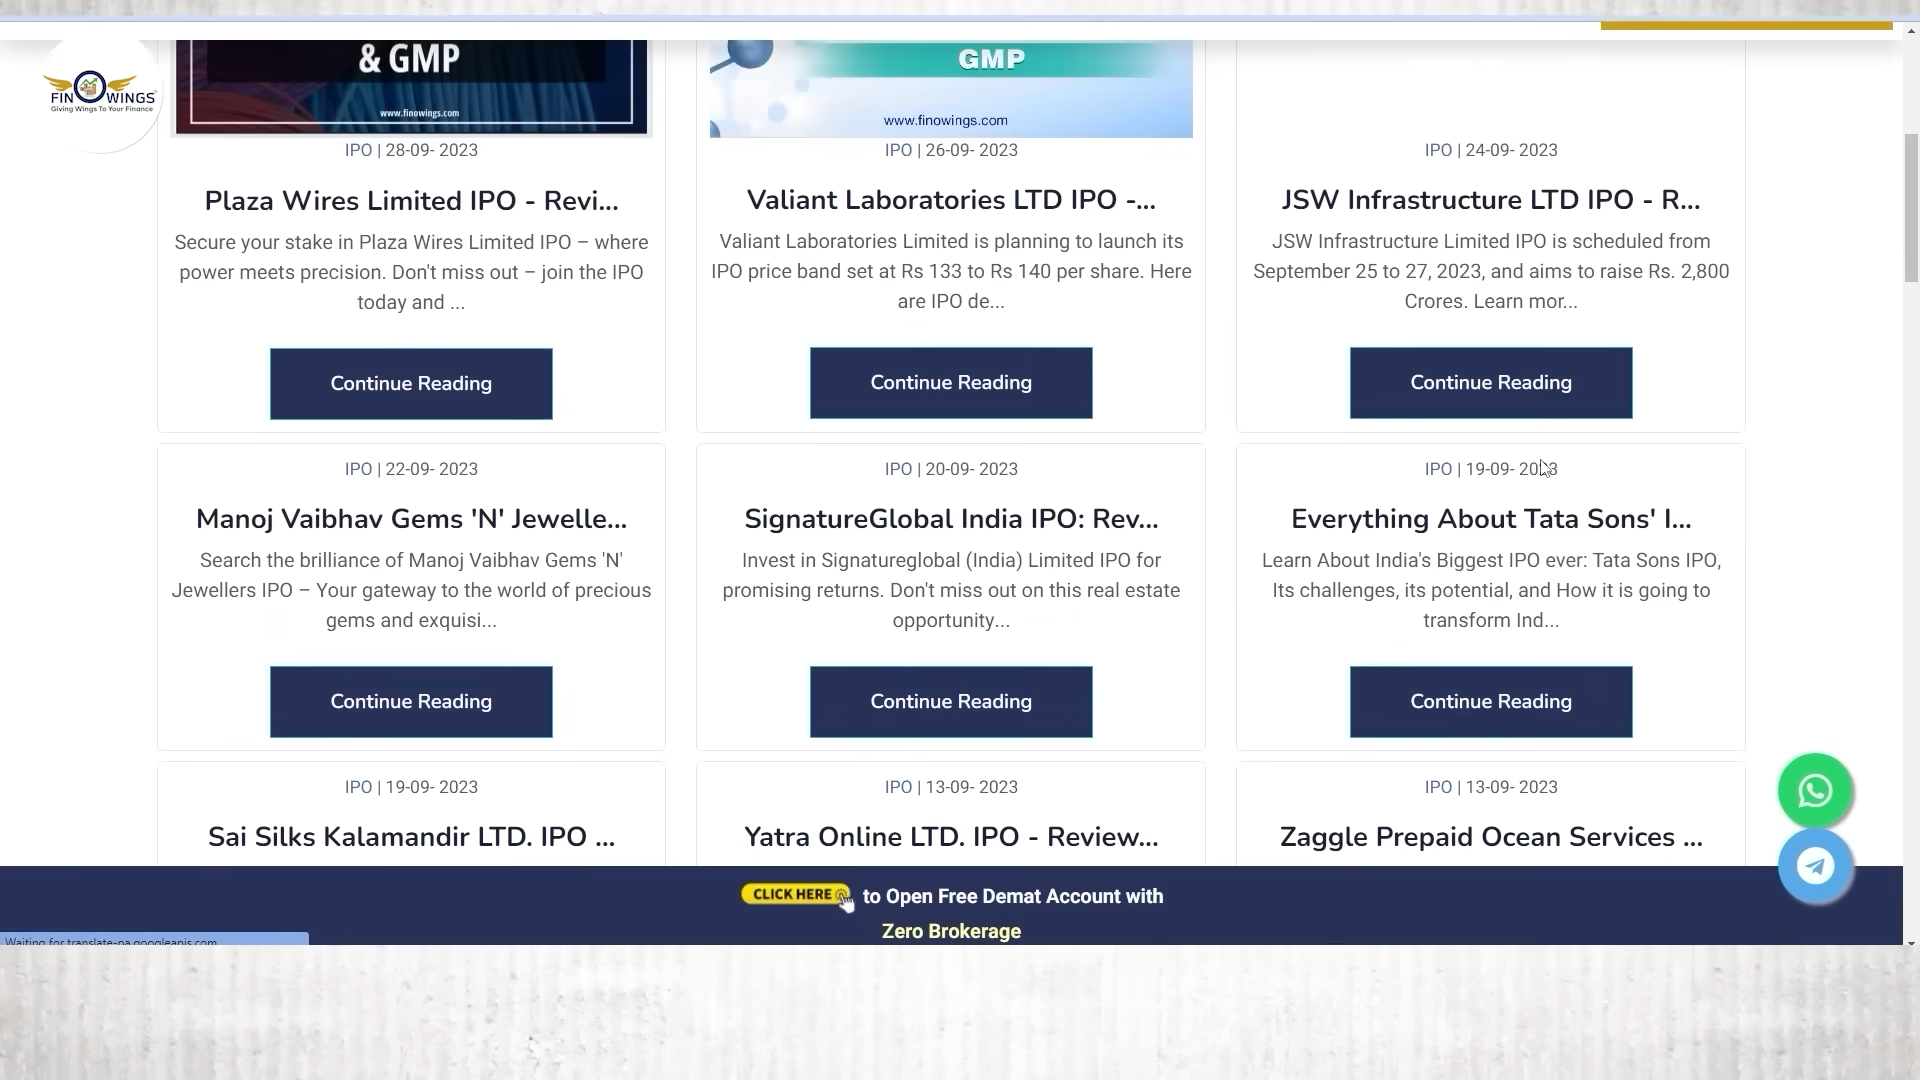 FINOWINGS
Giving Wings To Your Finance
& GMP
www.finowings.com
GMP
www.finowings.com
IPO | 28-09- 2023
Plaza Wires Limited IPO - Revi...
Secure your stake in Plaza Wires Limited IPO – where
power meets precision. Don't miss out – join the IPO
today and ...
Continue Reading
IPO | 26-09- 2023
Valiant Laboratories LTD IPO -...
Valiant Laboratories Limited is planning to launch its
IPO price band set at Rs 133 to Rs 140 per share. Here
are IPO de...
Continue Reading
IPO | 24-09- 2023
JSW Infrastructure LTD IPO - R...
JSW Infrastructure Limited IPO is scheduled from
September 25 to 27, 2023, and aims to raise Rs. 2,800
Crores. Learn mor...
Continue Reading
IPO | 22-09- 2023
Manoj Vaibhav Gems 'N' Jewelle...
Search the brilliance of Manoj Vaibhav Gems 'N'
Jewellers IPO – Your gateway to the world of precious
gems and exquisi...
Continue Reading
IPO | 20-09- 2023
SignatureGlobal India IPO: Rev...
Invest in Signatureglobal (India) Limited IPO for
promising returns. Don't miss out on this real estate
opportunity...
Continue Reading
IPO | 19-09- 2023
Everything About Tata Sons' I...
Learn About India's Biggest IPO ever: Tata Sons IPO,
Its challenges, its potential, and How it is going to
transform Ind...
Continue Reading
IPO | 19-09- 2023
Sai Silks Kalamandir LTD. IPO ...
IPO | 13-09- 2023
Yatra Online LTD. IPO - Review...
IPO | 13-09- 2023
Zaggle Prepaid Ocean Services ...
CLICK HERE to Open Free Demat Account with
Zero Brokerage
Waiting for translate-pa.googleapis.com